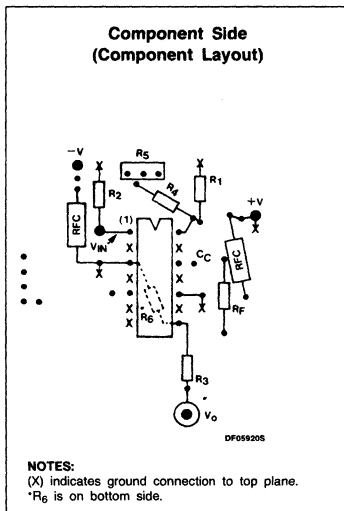 Component Side
(Component Layout)
-V
R5
R1
R2
R4
+V
(1)
RFC
VIN
CC
RFC
RF
R6
R3
Vo
DF05920S
X
X
X
X
X
X
X
X
X
X
X
X
X
NOTES:
(X) indicates ground connection to top plane.
*R6 is on bottom side.